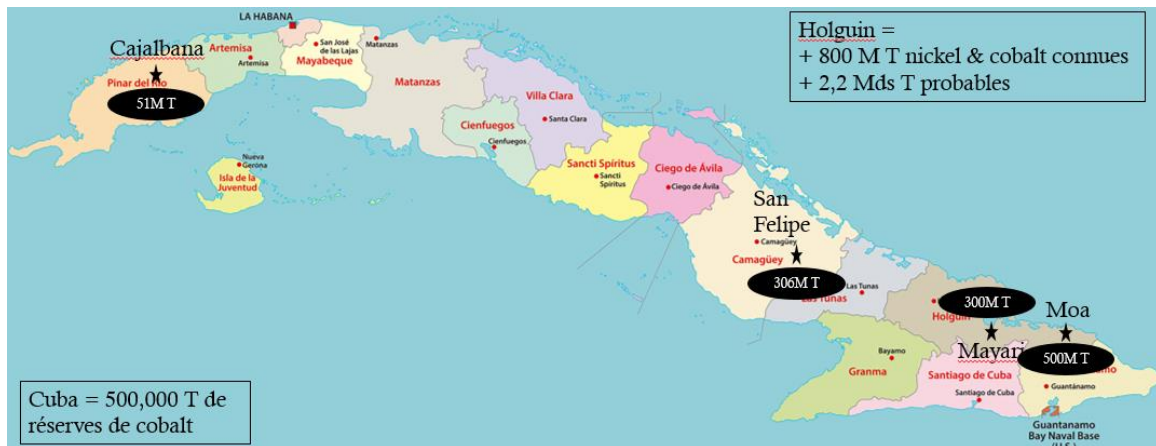 LA HABANA
Cajalbana
Artemisa
Artemisa
San José
de las Lajas
Mayabeque
Matanzas
Pinar del Río
51M T
Matanzas
Villa Clara
Santa Clara
Cienfuegos
Cienfuegos
Nueva
Gerona
Isla de la
Juventud
Sancti Spíritus
Sancti
Spíritus
Ciego de Ávila
Ciego de Ávila
San
Felipe
Camagüey
Camagüey
306M T
Las Tunas
Las Tunas
300M T
Holguín
Mayari
Moa
500M T
Bayamo
Granma
Santiago de Cuba
Santiago de Cuba
Guantánamo
Guantanamo
Bay Naval Base
(U.S.)
Holguin =
+ 800 M T nickel & cobalt connues
+ 2,2 Mds T probables
Cuba = 500,000 T de
réserves de cobalt